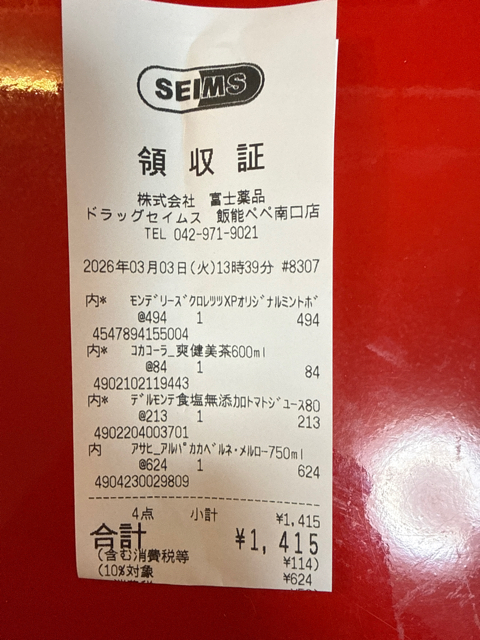 SEIMS
領収証
株式会社 富士薬品
ドラッグセイムス 飯能ペペ南口店
TEL 042-971-9021
2026年03月03日(火)13時39分 #8307
内* ﾓﾝﾃﾞﾘｰｽﾞｸﾛﾚｯﾂXPｵﾘｼﾞﾅﾙﾐﾝﾄﾎﾞ
@494 1 494
4547894155004
内* ｺｶｺｰﾗ_爽健美茶600ml
@84 1 84
4902102119443
内* ﾃﾞﾙﾓﾝﾃ食塩無添加ﾄﾏﾄｼﾞｭｰｽ80
@213 1 213
4902204003701
内 ｱｻﾋ_ｱﾙﾊﾟｶｶﾍﾞﾙﾈ･ﾒﾙﾛｰ750ml
@624 1 624
4904230029809
4点 小計 ¥1,415
合計 ¥1,415
(含む消費税等 ¥114)
(10%対象 ¥624